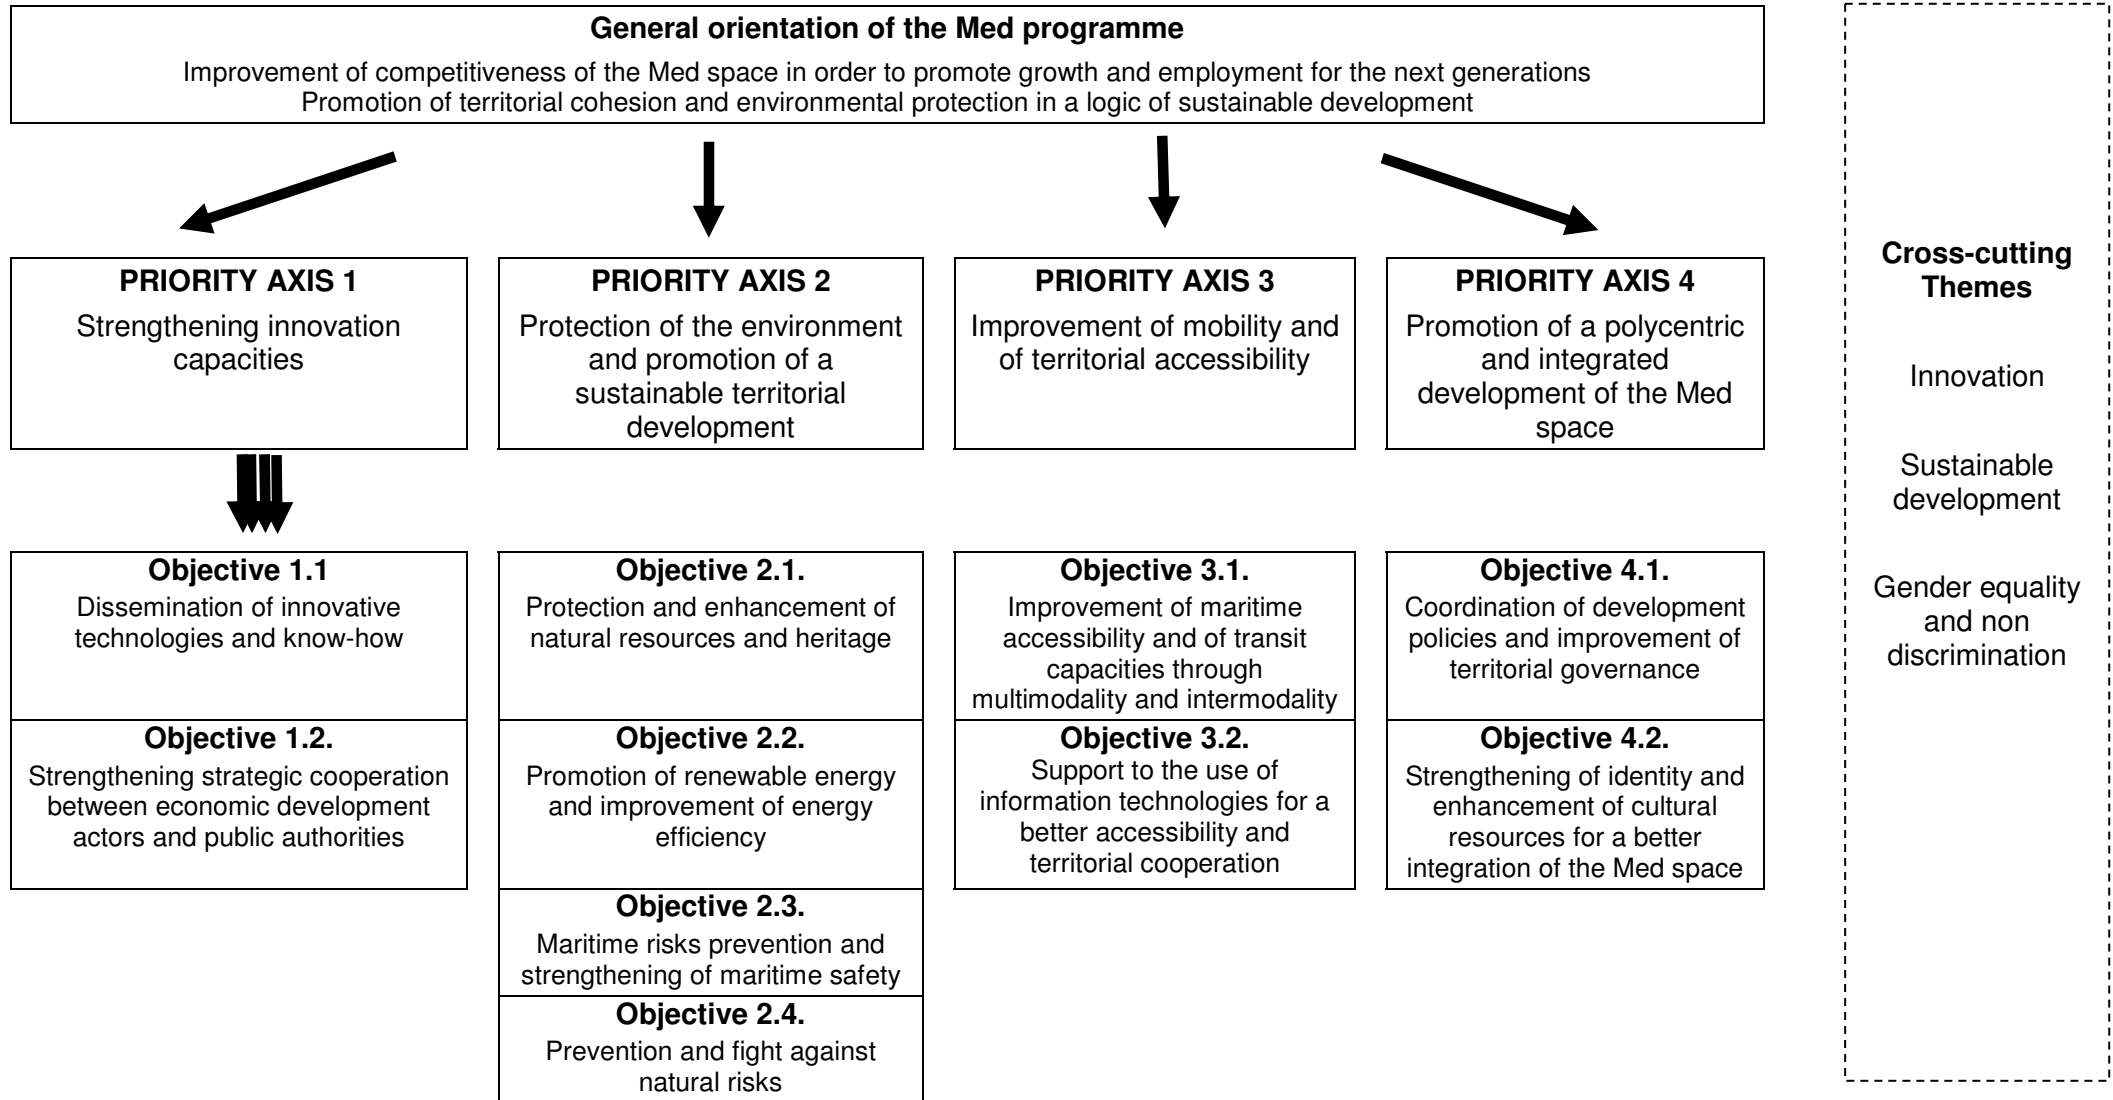 General orientation of the Med programme
Improvement of competitiveness of the Med space in order to promote growth and employment for the next generations
Promotion of territorial cohesion and environmental protection in a logic of sustainable development
PRIORITY AXIS 1
Strengthening innovation
capacities
PRIORITY AXIS 2
Protection of the environment
and promotion of a
sustainable territorial
development
PRIORITY AXIS 3
Improvement of mobility and
of territorial accessibility
PRIORITY AXIS 4
Promotion of a polycentric
and integrated
development of the Med
space
Objective 1.1
Dissemination of innovative
technologies and know-how
Objective 2.1.
Protection and enhancement of
natural resources and heritage
Objective 3.1.
Improvement of maritime
accessibility and of transit
capacities through
multimodality and intermodality
Objective 4.1.
Coordination of development
policies and improvement of
territorial governance
Objective 1.2.
Strengthening strategic cooperation
between economic development
actors and public authorities
Objective 2.2.
Promotion of renewable energy
and improvement of energy
efficiency
Objective 3.2.
Support to the use of
information technologies for a
better accessibility and
territorial cooperation
Objective 4.2.
Strengthening of identity and
enhancement of cultural
resources for a better
integration of the Med space
Objective 2.3.
Maritime risks prevention and
strengthening of maritime safety
Objective 2.4.
Prevention and fight against
natural risks
Cross-cutting
Themes
Innovation
Sustainable
development
Gender equality
and non
discrimination